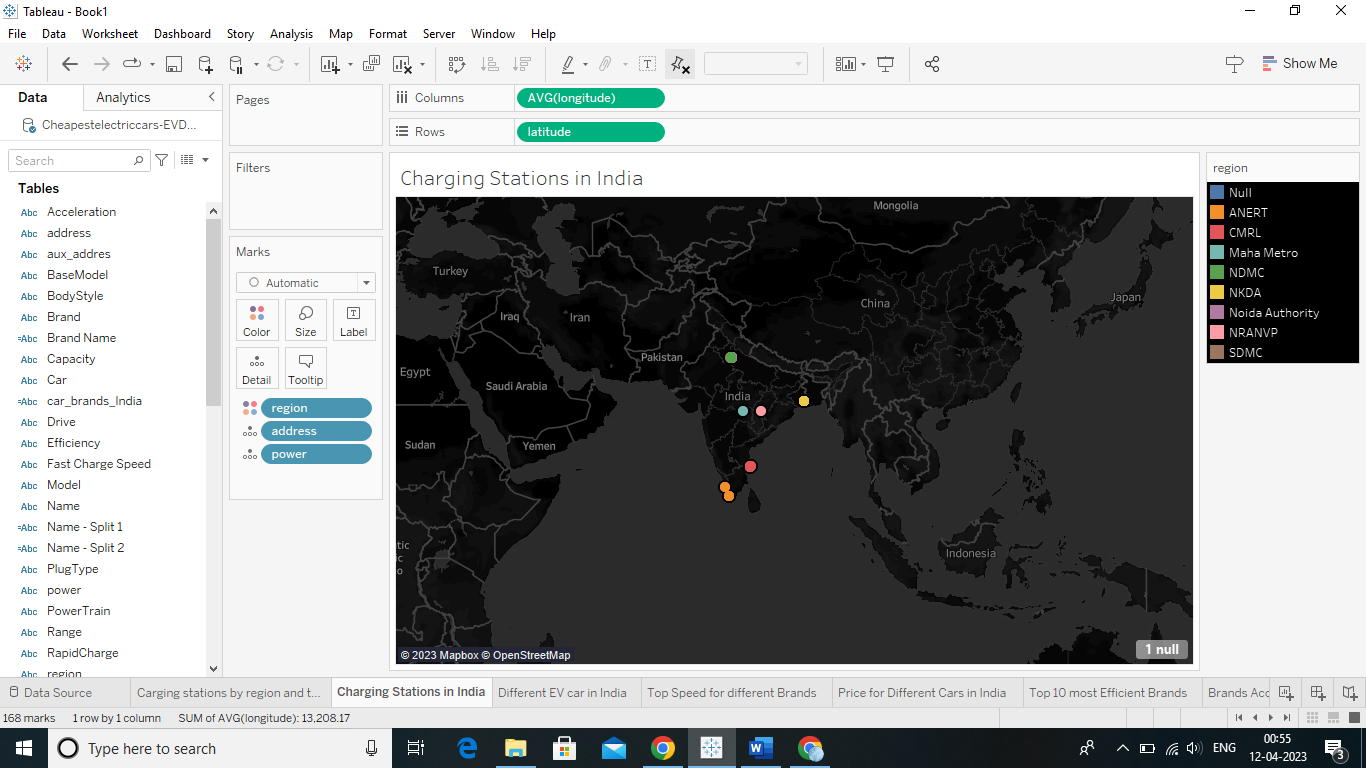 Tableau - Book1
File Data Worksheet Dashboard Story Analysis Map Format Server Window Help
Show Me
Data Analytics
Cheapestelectriccars-EVD...
Search
Tables
Abc Acceleration
Abc address
Abc aux_addres
Abc BaseModel
Abc BodyStyle
Abc Brand
=Abc Brand Name
Abc Capacity
Abc Car
=Abc car_brands_India
Abc Drive
Abc Efficiency
Abc Fast Charge Speed
Abc Model
Abc Name
=Abc Name - Split 1
=Abc Name - Split 2
Abc PlugType
Abc power
Abc PowerTrain
Abc Range
Abc RapidCharge
Abc region
Pages
Filters
Marks
Automatic
Color Size Label
Detail Tooltip
region
address
power
Columns AVG(longitude)
Rows latitude
Charging Stations in India
Mongolia
Turkey
China
Japan
Iraq
Iran
Pakistan
Egypt
Saudi Arabia
India
Sudan
Yemen
tic
ic
o
Indonesia
© 2023 Mapbox © OpenStreetMap
1 null
region
Null
ANERT
CMRL
Maha Metro
NDMC
NKDA
Noida Authority
NRANVP
SDMC
Data Source Carging stations by region and t... Charging Stations in India Different EV car in India Top Speed for different Brands Price for Different Cars in India Top 10 most Efficient Brands Brands Acc
168 marks 1 row by 1 column SUM of AVG(longitude): 13,208.17
Type here to search
ENG
00:55
12-04-2023
3